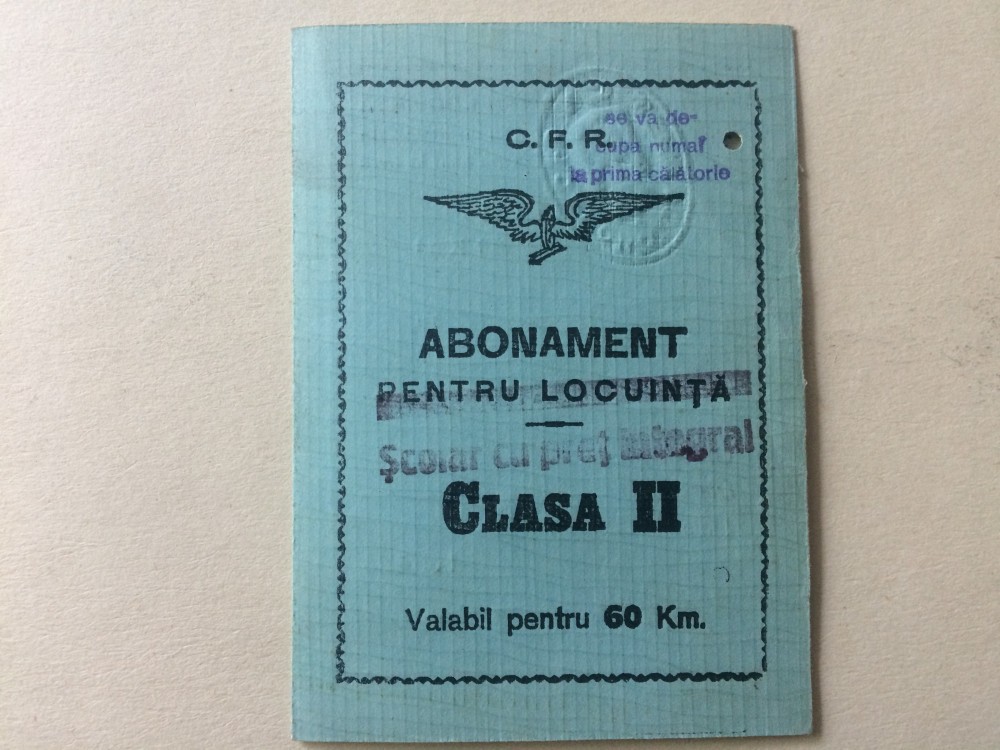 se va de-
C. F. R.
cupa numai
la prima călătorie
ABONAMENT
PENTRU LOCUINȚĂ
Școlar cu preț integral
CLASA II
Valabil pentru 60 Km.